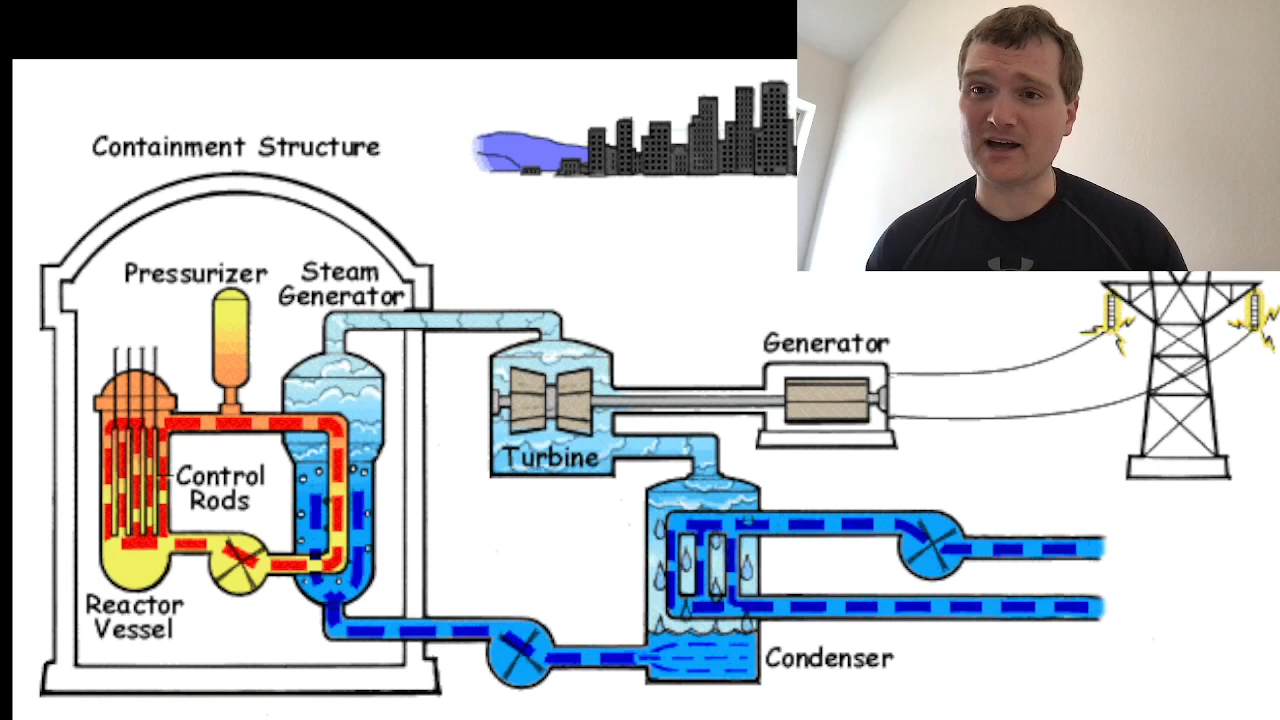 Containment Structure
Pressurizer
Steam
Generator
Control
Rods
Reactor
Vessel
Turbine
Generator
Condenser